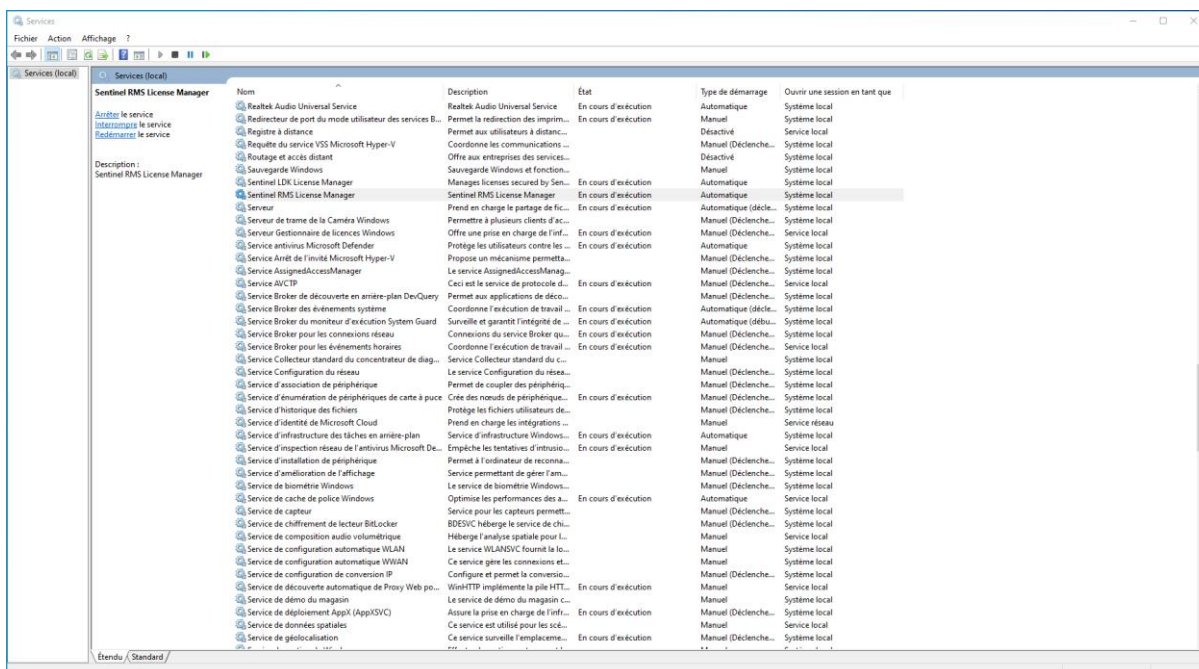 Services
Fichier Action Affichage ?
Services (local)
Services (local)
Sentinel RMS License Manager
Arrêter le service
Interrompre le service
Redémarrer le service
Description :
Sentinel RMS License Manager
Nom Description État Type de démarrage Ouvrir une session en tant que
Realtek Audio Universal Service Realtek Audio Universal Service En cours d'exécution Automatique Système local
Redirecteur de port du mode utilisateur des services B... Permet la redirection des imprim... En cours d'exécution Manuel Système local
Registre à distance Permet aux utilisateurs à distanc... Désactivé Service local
Requête du service VSS Microsoft Hyper-V Coordonne les communications ... Manuel (Déclenche... Système local
Routage et accès distant Offre aux entreprises des services... Désactivé Système local
Sauvegarde Windows Sauvegarde Windows et fonction... Manuel Système local
Sentinel LDK License Manager Manages licenses secured by Sen... En cours d'exécution Automatique Système local
Sentinel RMS License Manager Sentinel RMS License Manager En cours d'exécution Automatique Système local
Serveur Prend en charge le partage de fic... En cours d'exécution Automatique (décle... Système local
Serveur de trame de la Caméra Windows Permettre à plusieurs clients d'ac... Manuel (Déclenche... Système local
Serveur Gestionnaire de licences Windows Offre une prise en charge de l'inf... En cours d'exécution Manuel (Déclenche... Service local
Service antivirus Microsoft Defender Protège les utilisateurs contre les ... En cours d'exécution Automatique Système local
Service Arrêt de l'invité Microsoft Hyper-V Propose un mécanisme permetta... Manuel (Déclenche... Système local
Service AssignedAccessManager Le service AssignedAccessManag... Manuel (Déclenche... Système local
Service AVCTP Ceci est le service de protocole d... En cours d'exécution Manuel (Déclenche... Service local
Service Broker de découverte en arrière-plan DevQuery Permet aux applications de déco... Manuel (Déclenche... Système local
Service Broker des événements système Coordonne l'exécution de travail ... En cours d'exécution Automatique (décle... Système local
Service Broker du moniteur d'exécution System Guard Surveille et garantit l'intégrité de ... En cours d'exécution Automatique (débu... Système local
Service Broker pour les connexions réseau Connexions du service Broker qu... En cours d'exécution Manuel (Déclenche... Système local
Service Broker pour les événements horaires Coordonne l'exécution de travail ... En cours d'exécution Manuel (Déclenche... Service local
Service Collecteur standard du concentrateur de diag... Service Collecteur standard du c... Manuel Système local
Service Configuration du réseau Le service Configuration du résea... Manuel (Déclenche... Système local
Service d'association de périphérique Permet de coupler des périphériq... Manuel (Déclenche... Système local
Service d'énumération de périphériques de carte à puce Crée des nœuds de périphérique... En cours d'exécution Manuel (Déclenche... Système local
Service d'historique des fichiers Protège les fichiers utilisateurs de... Manuel (Déclenche... Système local
Service d'identité de Microsoft Cloud Prend en charge les intégrations ... Manuel Service réseau
Service d'infrastructure des tâches en arrière-plan Service d'infrastructure Windows... En cours d'exécution Automatique Système local
Service d'inspection réseau de l'antivirus Microsoft De... Empêche les tentatives d'intrusio... En cours d'exécution Manuel Service local
Service d'installation de périphérique Permet à l'ordinateur de reconna... Manuel (Déclenche... Système local
Service d'amélioration de l'affichage Service permettant de gérer l'am... Manuel (Déclenche... Système local
Service de biométrie Windows Le service de biométrie Windows... Manuel (Déclenche... Système local
Service de cache de police Windows Optimise les performances des a... En cours d'exécution Automatique Service local
Service de capteur Service pour les capteurs permett... Manuel (Déclenche... Système local
Service de chiffrement de lecteur BitLocker BDESVC héberge le service de chi... Manuel (Déclenche... Système local
Service de composition audio volumétrique Héberge l'analyse spatiale pour l... Manuel Service local
Service de configuration automatique WLAN Le service WLANSVC fournit la lo... Manuel Système local
Service de configuration automatique WWAN Ce service gère les connexions et... Manuel Système local
Service de configuration de conversion IP Configure et permet la conversio... Manuel (Déclenche... Système local
Service de découverte automatique de Proxy Web po... WinHTTP implémente la pile HTT... En cours d'exécution Manuel Service local
Service de démo du magasin Le service de démo du magasin c... Manuel Système local
Service de déploiement AppX (AppXSVC) Assure la prise en charge de l'infr... En cours d'exécution Manuel (Déclenche... Système local
Service de données spatiales Ce service est utilisé pour les scé... Manuel Service local
Service de géolocalisation Ce service surveille l'emplaceme... En cours d'exécution Manuel (Déclenche... Système local
Étendu Standard